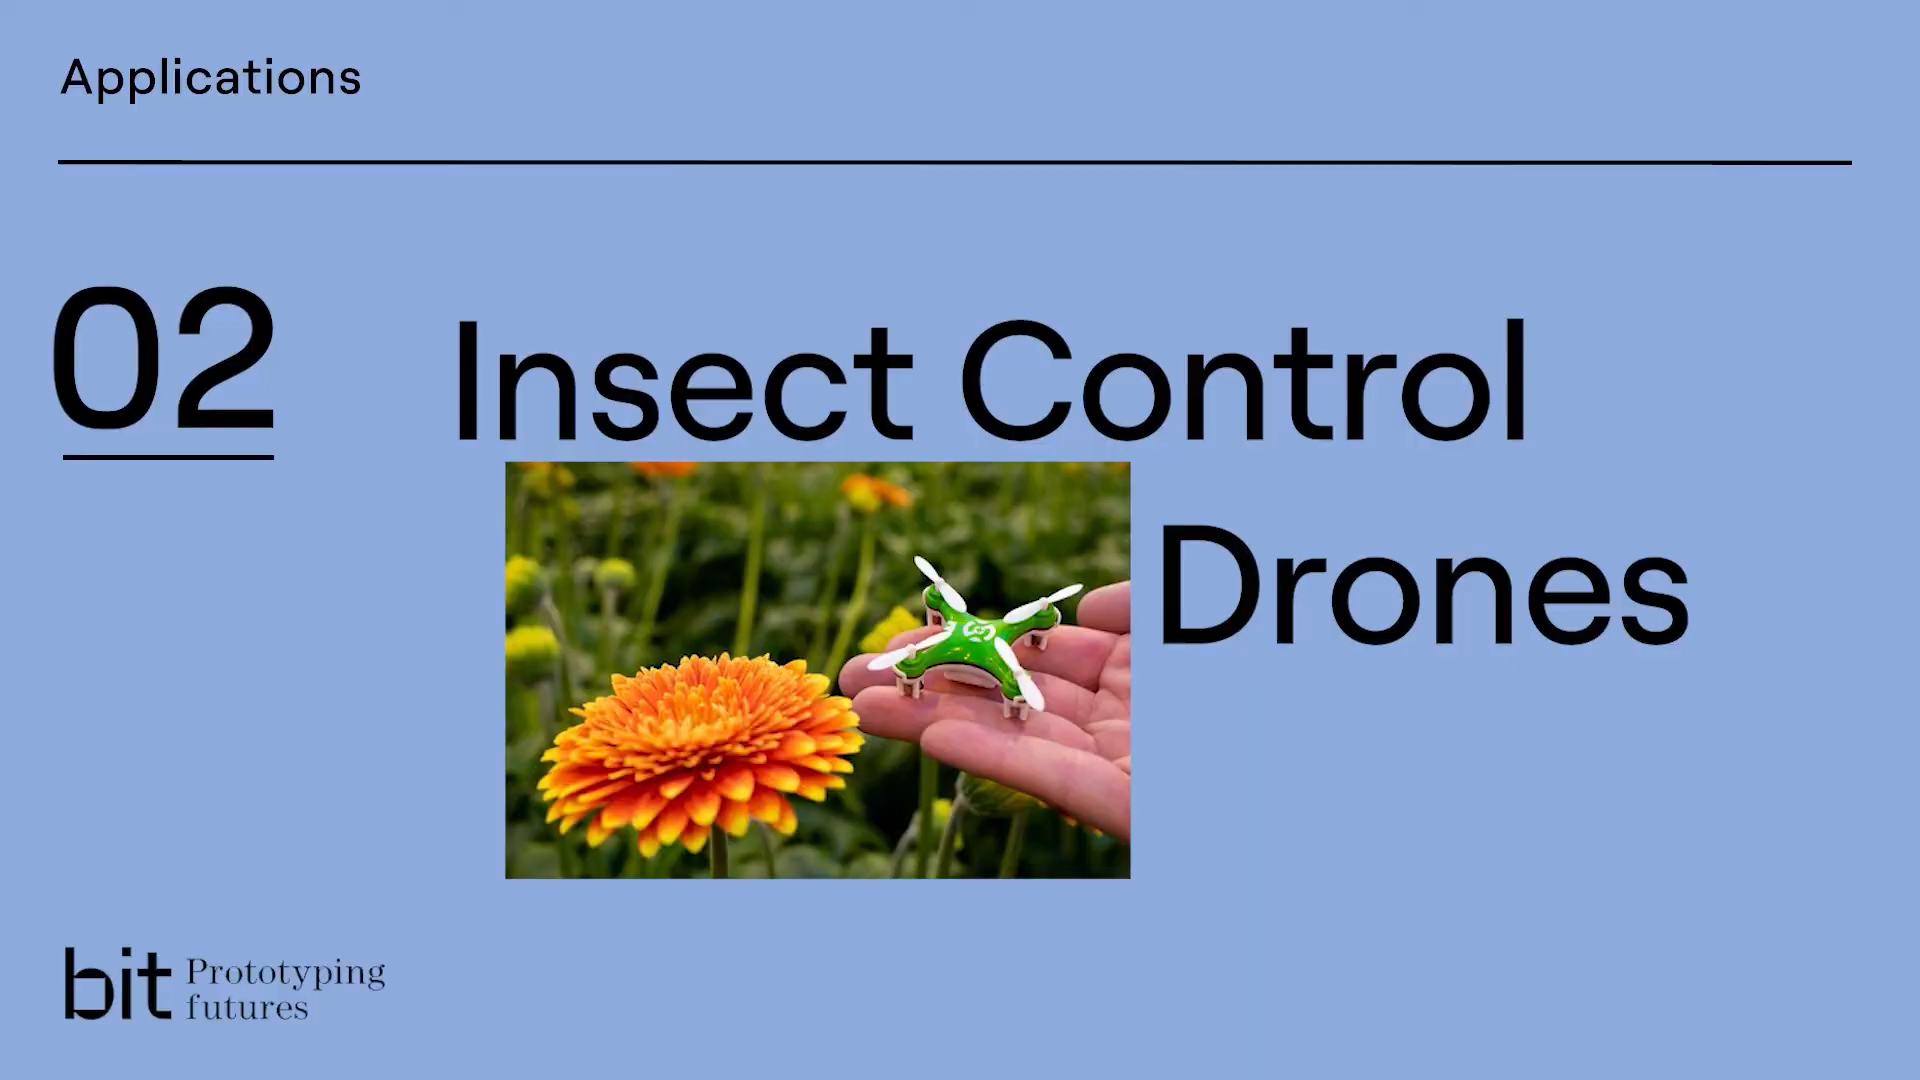 Applications
02
Insect Control
Drones
bit Prototyping
futures